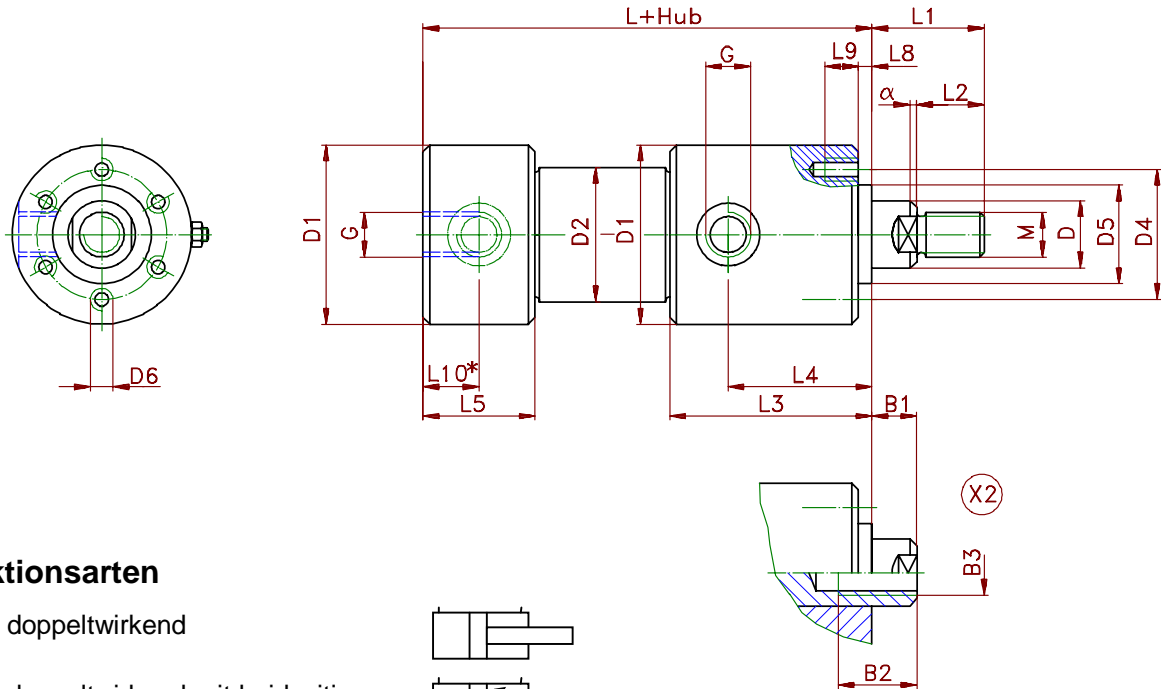 L+Hub
L1
G
L9
L8
α
L2
D1
G
D2
D1
M
D
D5
D4
D6
L10*
L5
L4
L3
B1
X2
B3
B2
ktionsarten
doppeltwirkend